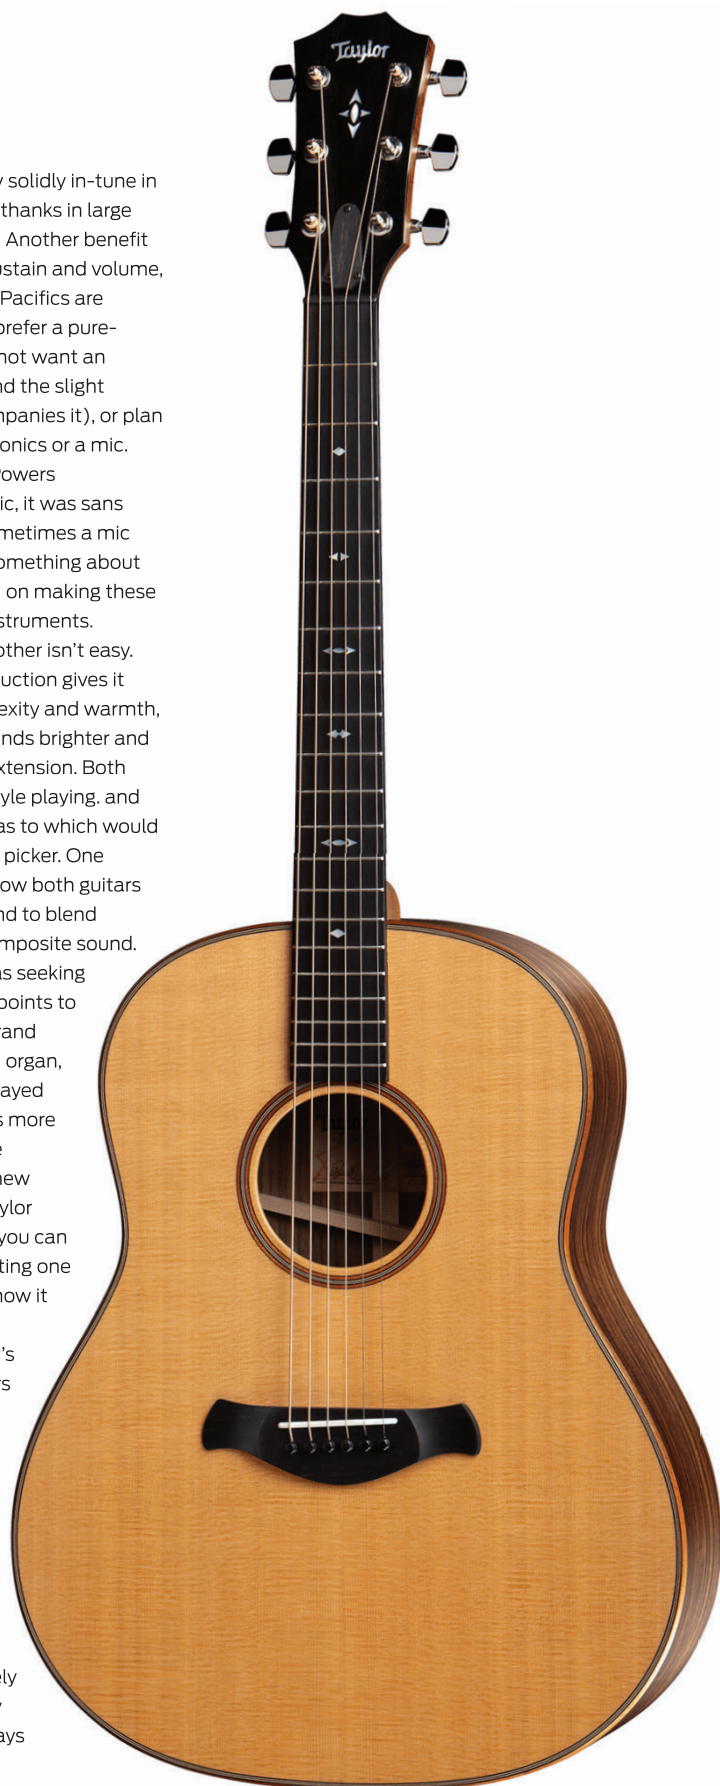 Taylor
solidly in-tune in
thanks in large
Another benefit
stain and volume,
Pacifics are
prefer a pure-
not want an
nd the slight
mpanies it), or plan
onics or a mic.
Powers
ic, it was sans
metimes a mic
omething about
on making these
struments.
other isn’t easy.
uction gives it
exity and warmth,
nds brighter and
xtension. Both
yle playing. and
as to which would
picker. One
ow both guitars
nd to blend
mposite sound.
as seeking
points to
rand
organ,
ayed
s more
e
new
ylor
you can
ting one
how it
’s
rs
ely
ays